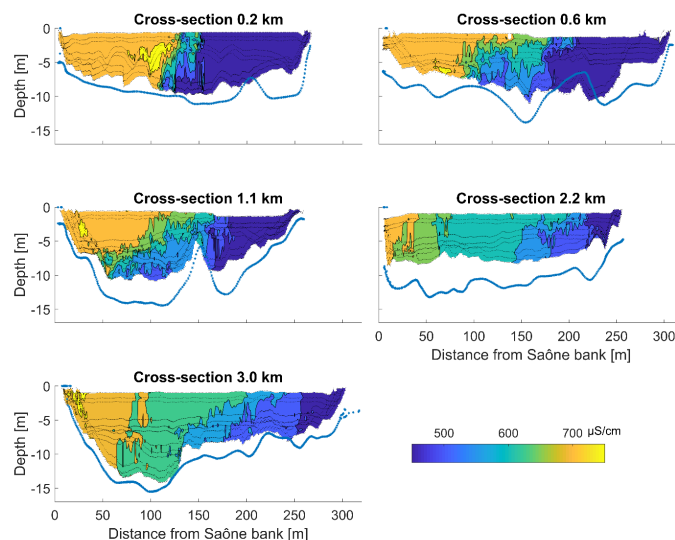 Cross-section 0.2 km
Cross-section 0.6 km
0
-5
-10
-15
Depth [m]
0
-5
-10
-15
Cross-section 1.1 km
Cross-section 2.2 km
0
-5
-10
-15
Depth [m]
0
-5
-10
-15
0 50 100 150 200 250 300
Distance from Saône bank [m]
Cross-section 3.0 km
0
-5
-10
-15
Depth [m]
0 50 100 150 200 250 300
Distance from Saône bank [m]
500 600 700 µS/cm